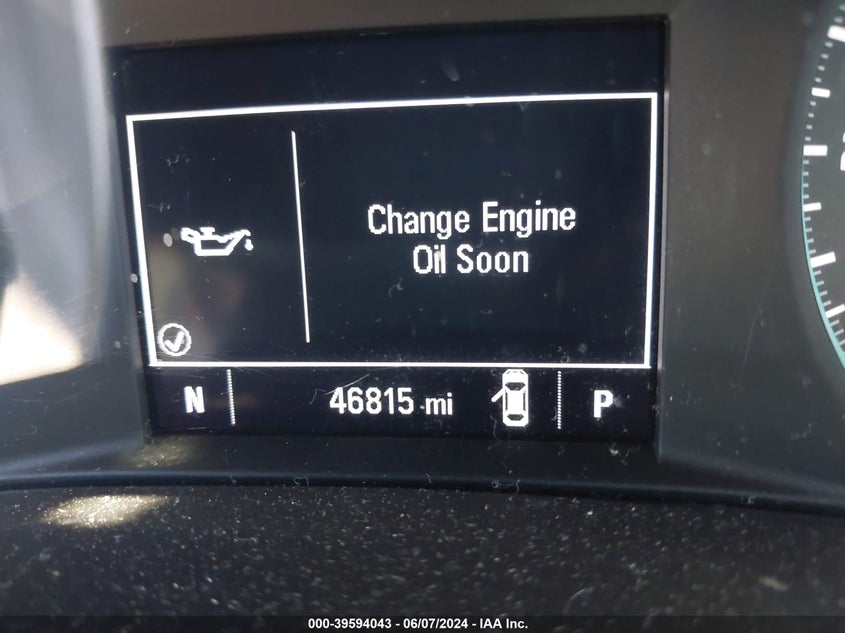 Change Engine
Oil Soon
N 46815 mi P
000-39594043 — 06/07/2024 — IAA Inc.